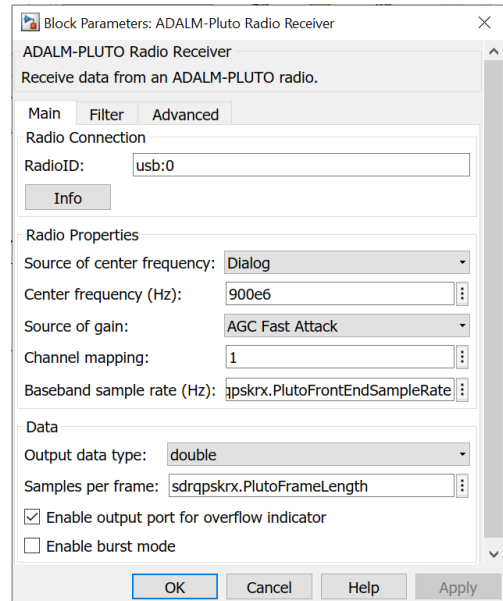 Block Parameters: ADALM-Pluto Radio Receiver
ADALM-PLUTO Radio Receiver
Receive data from an ADALM-PLUTO radio.
Main Filter Advanced
Radio Connection
RadioID: usb:0
Info
Radio Properties
Source of center frequency: Dialog
Center frequency (Hz): 900e6
Source of gain: AGC Fast Attack
Channel mapping: 1
Baseband sample rate (Hz): qpskrx.PlutoFrontEndSampleRate
Data
Output data type: double
Samples per frame: sdrqpskrx.PlutoFrameLength
Enable output port for overflow indicator
Enable burst mode
OK Cancel Help Apply